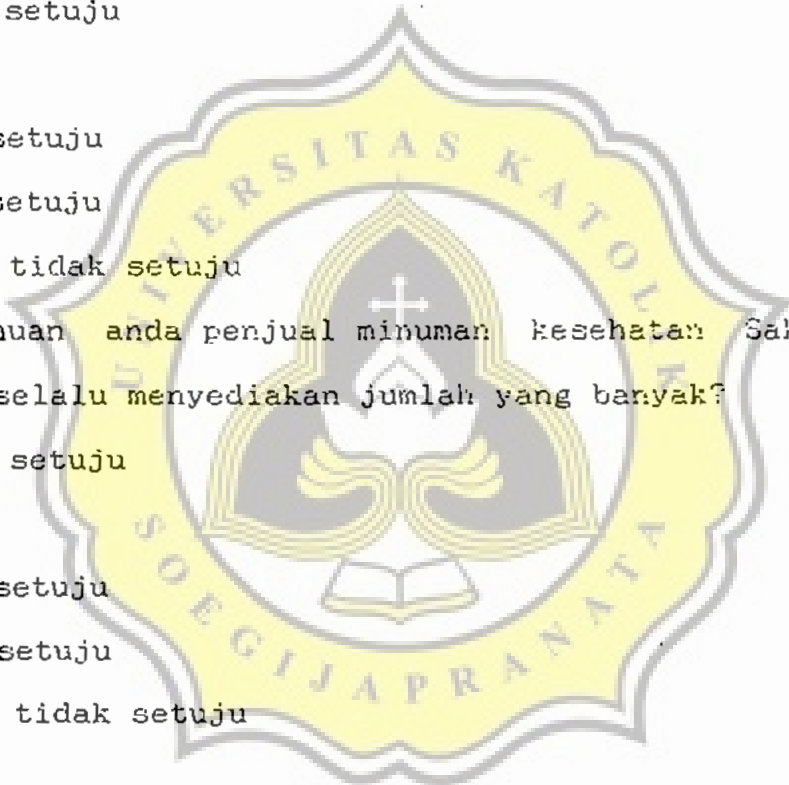 setuju
setuju
setuju
tidak setuju
anda penjual minuman kesehatan
selalu menyediakan jumlah yang banyak?
setuju
setuju
setuju
tidak setuju
UNIVERSITAS KATOLIK
SOEGIJAPRANATA